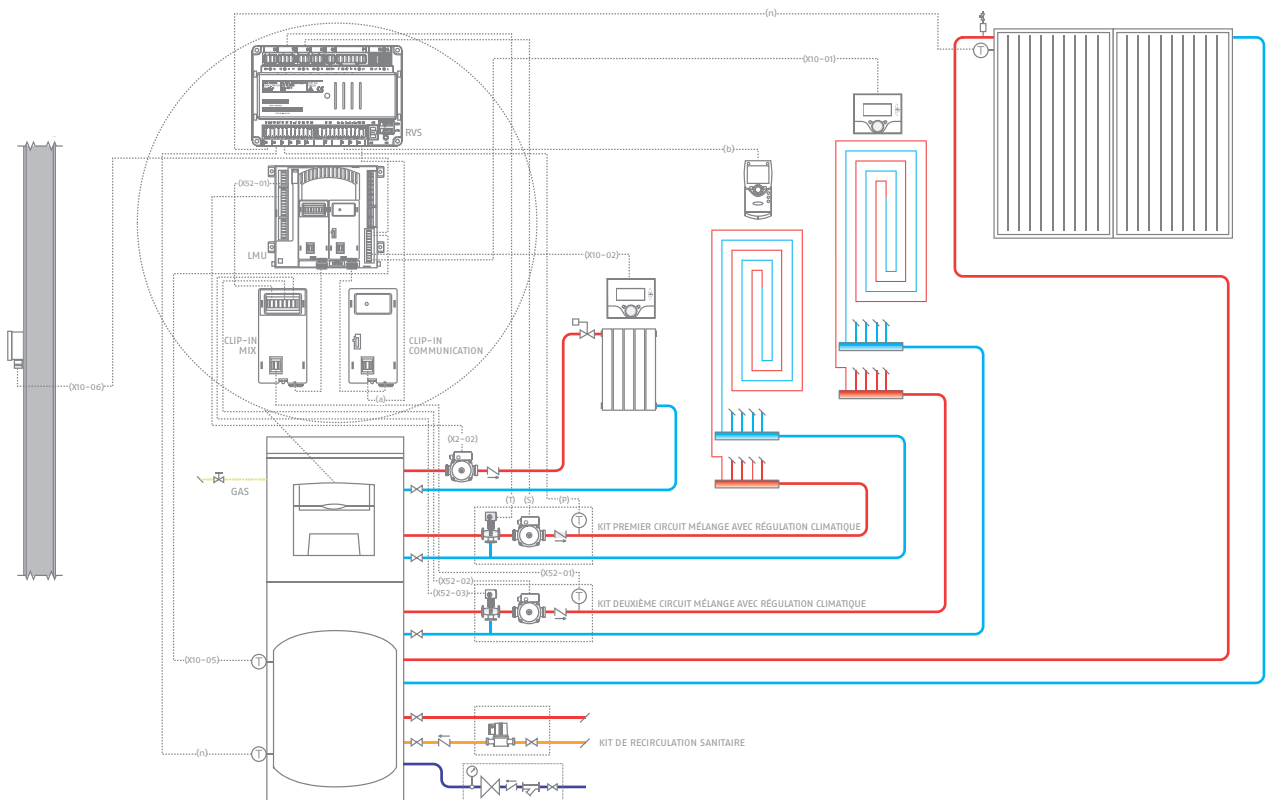 (n)
T
(X10-01)
RVS
(b)
(X52-01)
LMU
(X10-02)
CLIP-IN
MIX
CLIP-IN
COMMUNICATION
(X10-06)
(a)
(X2-02)
GAS
(T) (S) (P)
T
KIT PREMIER CIRCUIT MÉLANGE AVEC RÉGULATION CLIMATIQUE
(X52-01)
(X52-02)
(X52-03)
T
KIT DEUXIÈME CIRCUIT MÉLANGE AVEC RÉGULATION CLIMATIQUE
(X10-05)
T
(n)
T
KIT DE RECIRCULATION SANITAIRE